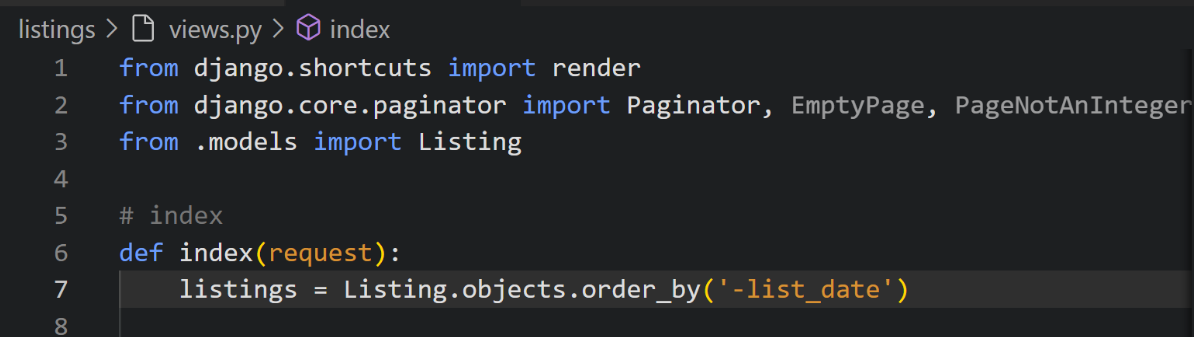 listings > views.py > index
1 from django.shortcuts import render
2 from django.core.paginator import Paginator, EmptyPage, PageNotAnInteger
3 from .models import Listing
4
5 # index
6 def index(request):
7     listings = Listing.objects.order_by('-list_date')
8